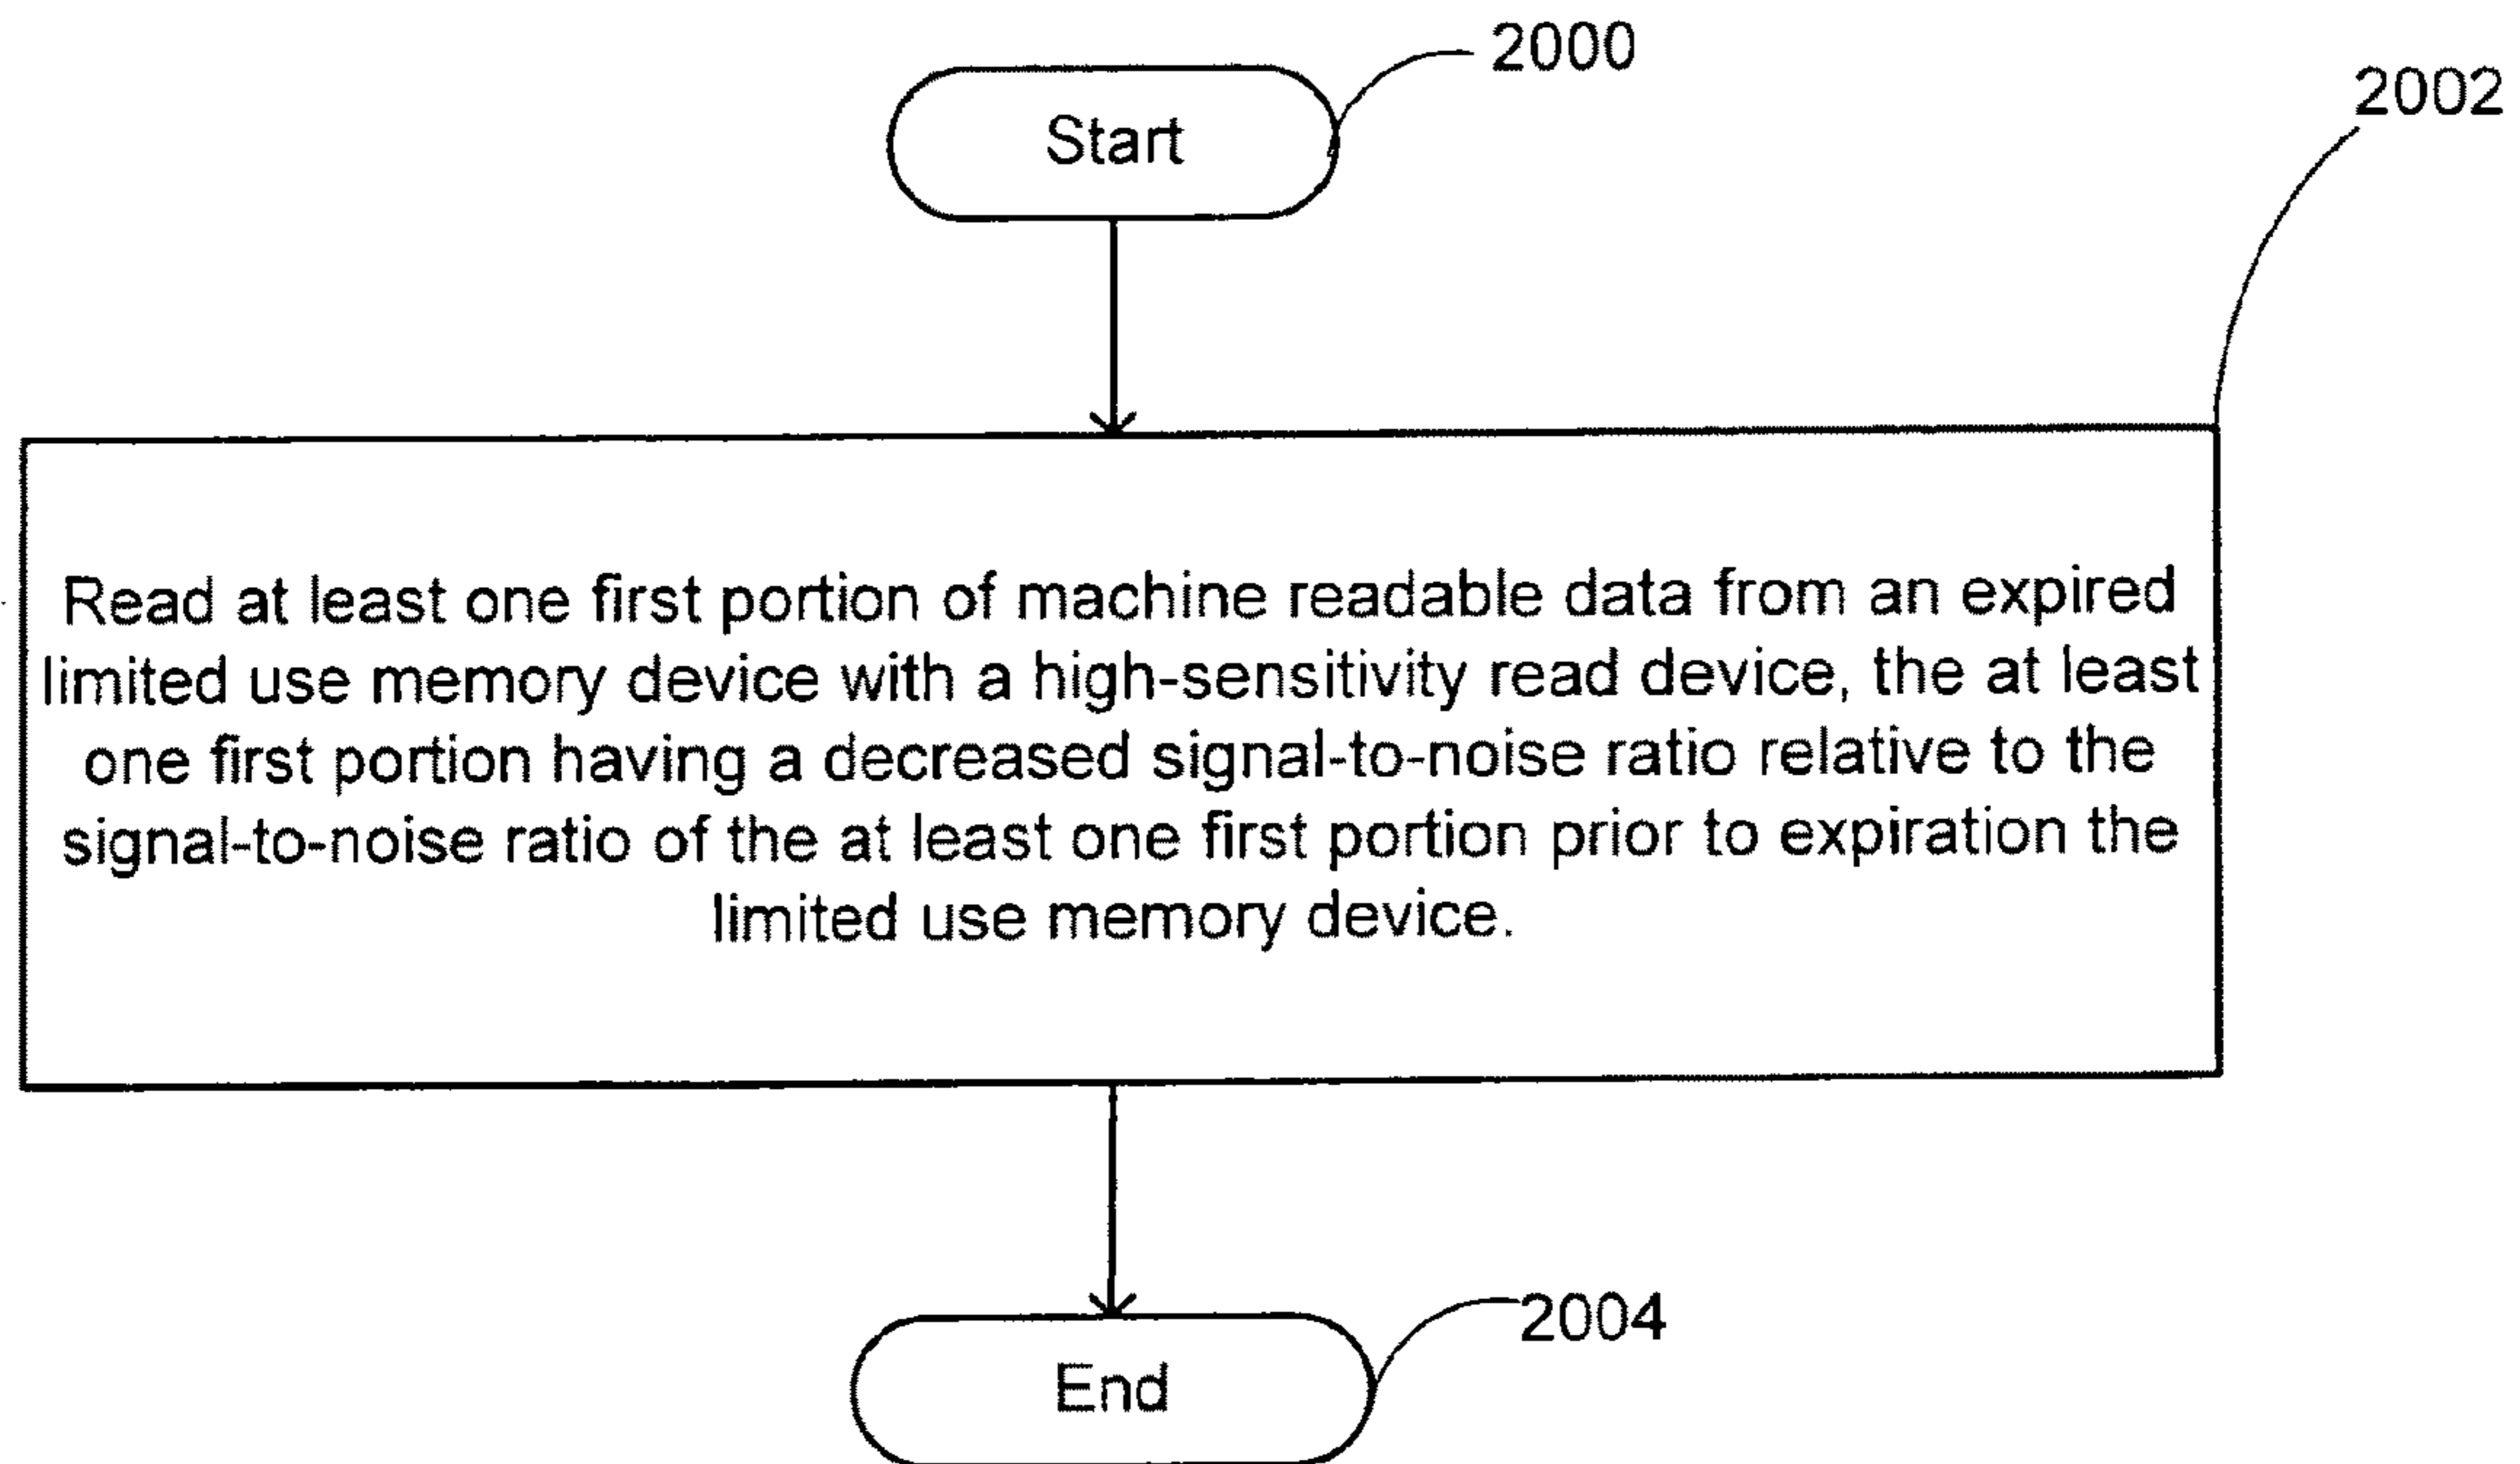 2000
Start
2002
Read at least one first portion of machine readable data from an expired
limited use memory device with a high-sensitivity read device, the at least
one first portion having a decreased signal-to-noise ratio relative to the
signal-to-noise ratio of the at least one first portion prior to expiration the
limited use memory device.
2004
End